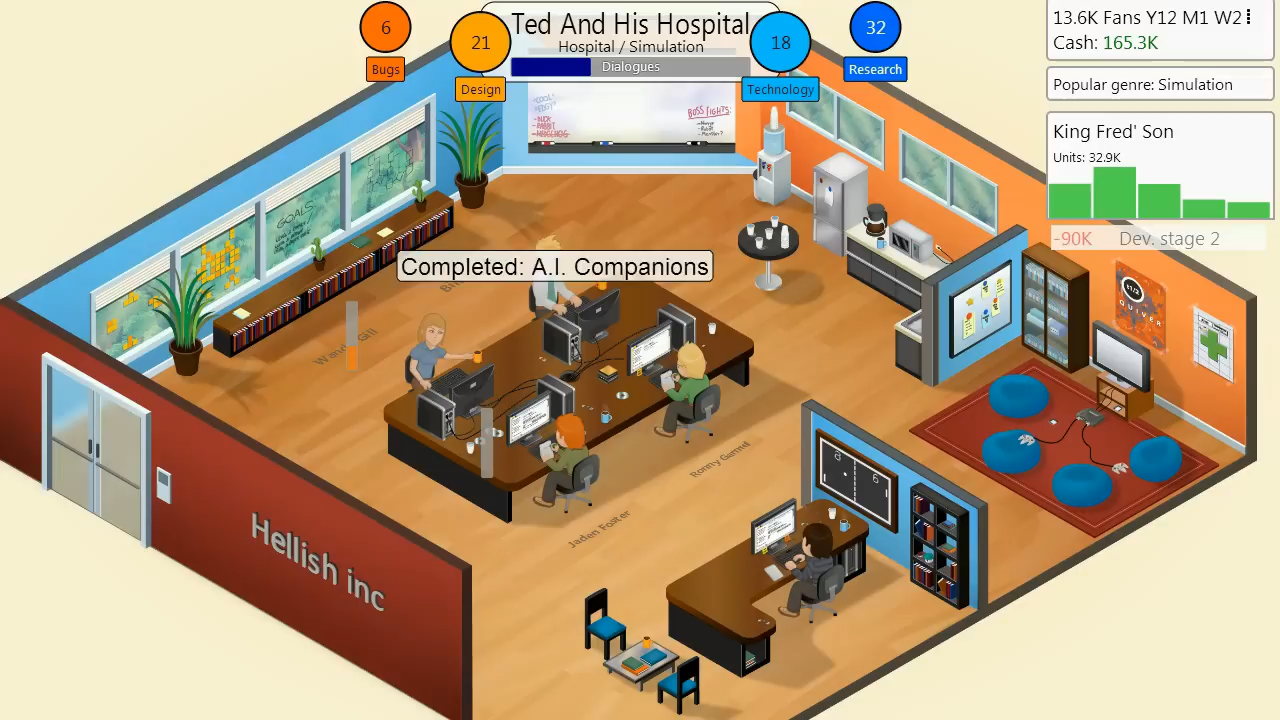 6
21
Ted And His Hospital
18
32
13.6K Fans Y12 M1 W2
Hospital / Simulation
Cash: 165.3K
Bugs
Dialogues
Research
Design
Technology
Popular genre: Simulation
BOSS FIGHTS:
King Fred' Son
Units: 32.9K
GOALS:
-90K Dev. stage 2
Completed: A.I. Companions
QUIVER
Ronny Gumd
Jaden Foster
Hellish inc